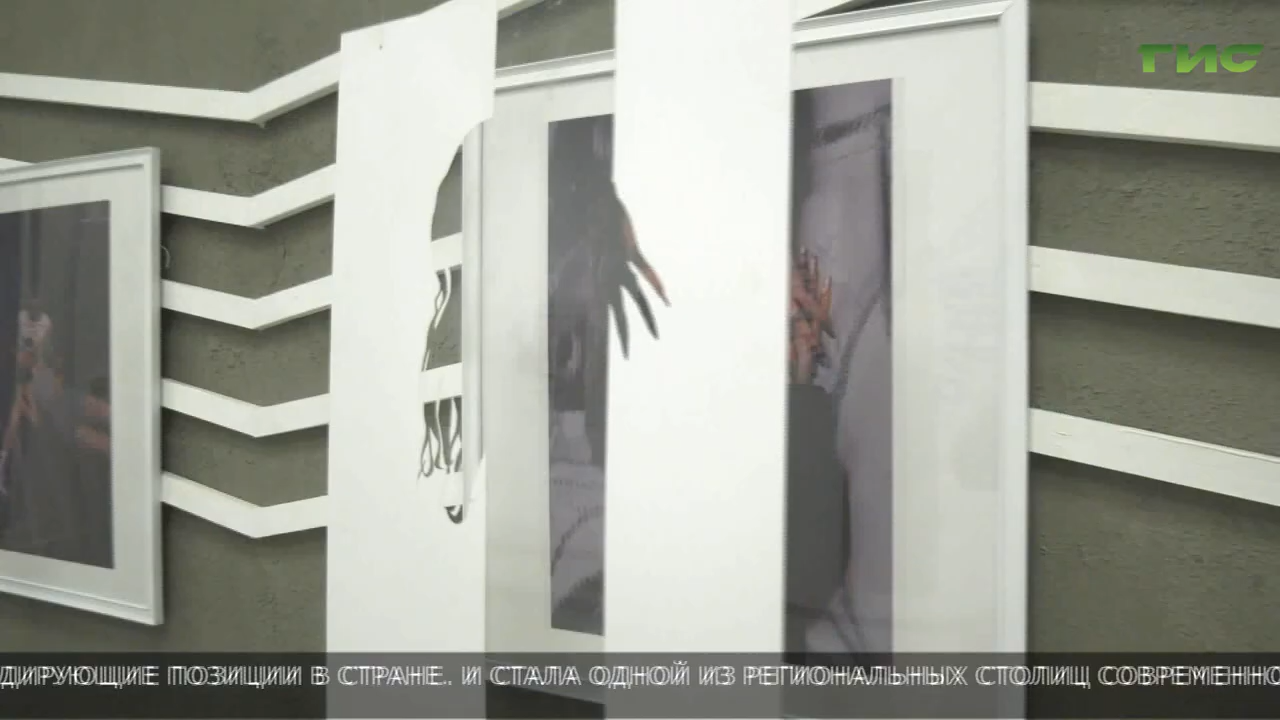 ГИС
ДИРУЮЩИЕ ПОЗИЦИИ В СТРАНЕ. И СТАЛА ОДНОЙ ИЗ РЕГИОНАЛЬНЫХ СТОЛИЦ СОВРЕМЕННО